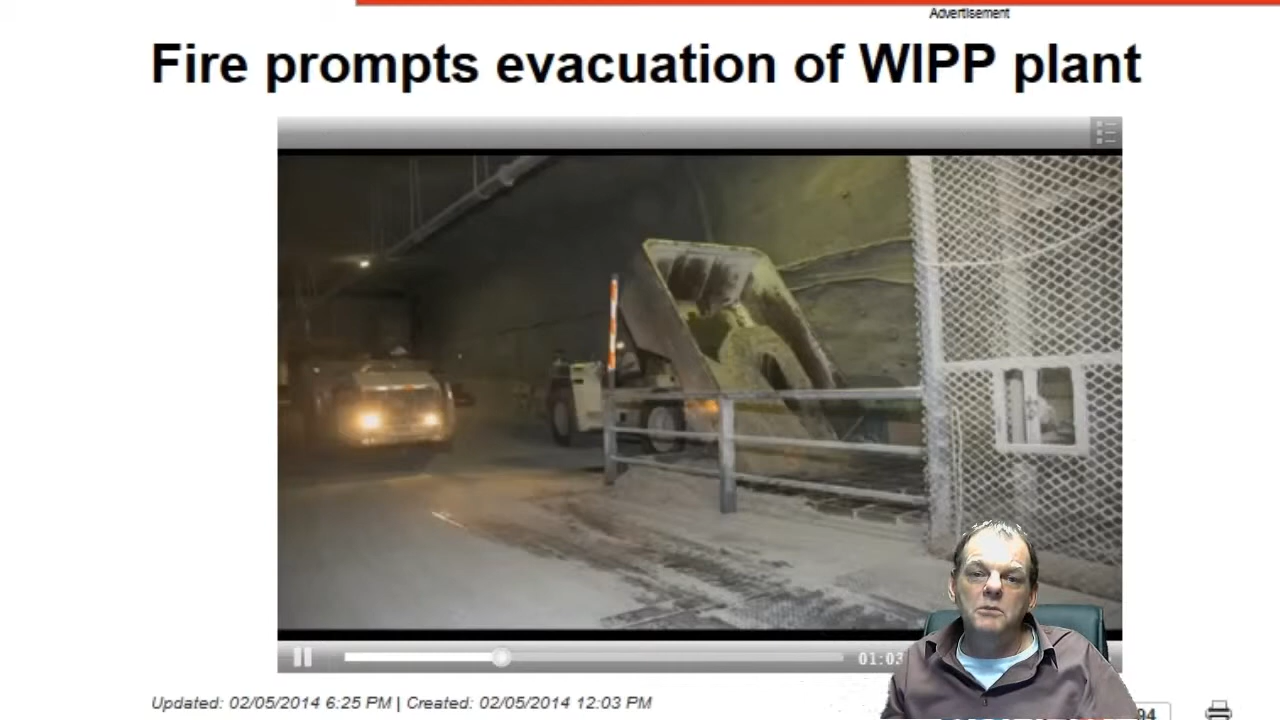 Advertisement
Fire prompts evacuation of WIPP plant
01:03
Updated: 02/05/2014 6:25 PM | Created: 02/05/2014 12:03 PM
94